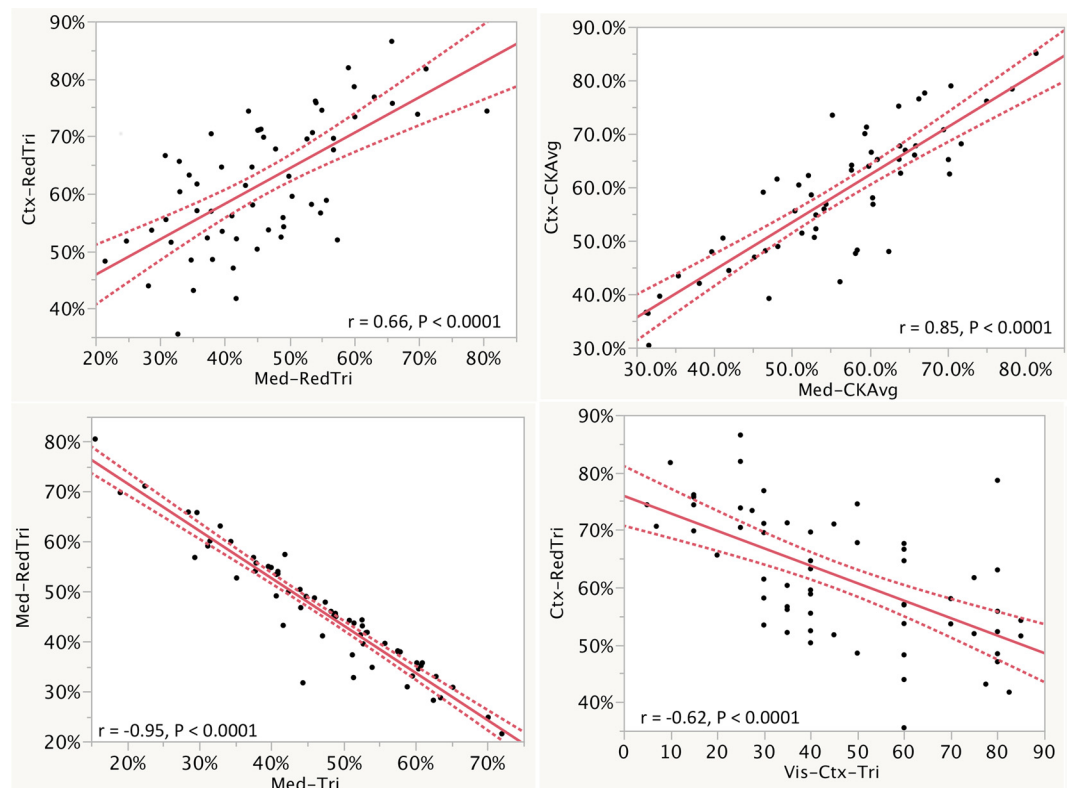 90%
80%
70%
60%
50%
40%
Ctx-RedTri
r = 0.66, P < 0.0001
20% 30% 40% 50% 60% 70% 80%
Med-RedTri
90.0%
80.0%
70.0%
60.0%
50.0%
40.0%
30.0%
Ctx-CKAvg
r = 0.85, P < 0.0001
30.0% 40.0% 50.0% 60.0% 70.0% 80.0%
Med-CKAvg
80%
70%
60%
50%
40%
30%
20%
Med-RedTri
r = -0.95, P < 0.0001
20% 30% 40% 50% 60% 70%
Med-Tri
90%
80%
70%
60%
50%
40%
Ctx-RedTri
r = -0.62, P < 0.0001
0 10 20 30 40 50 60 70 80 90
Vis-Ctx-Tri